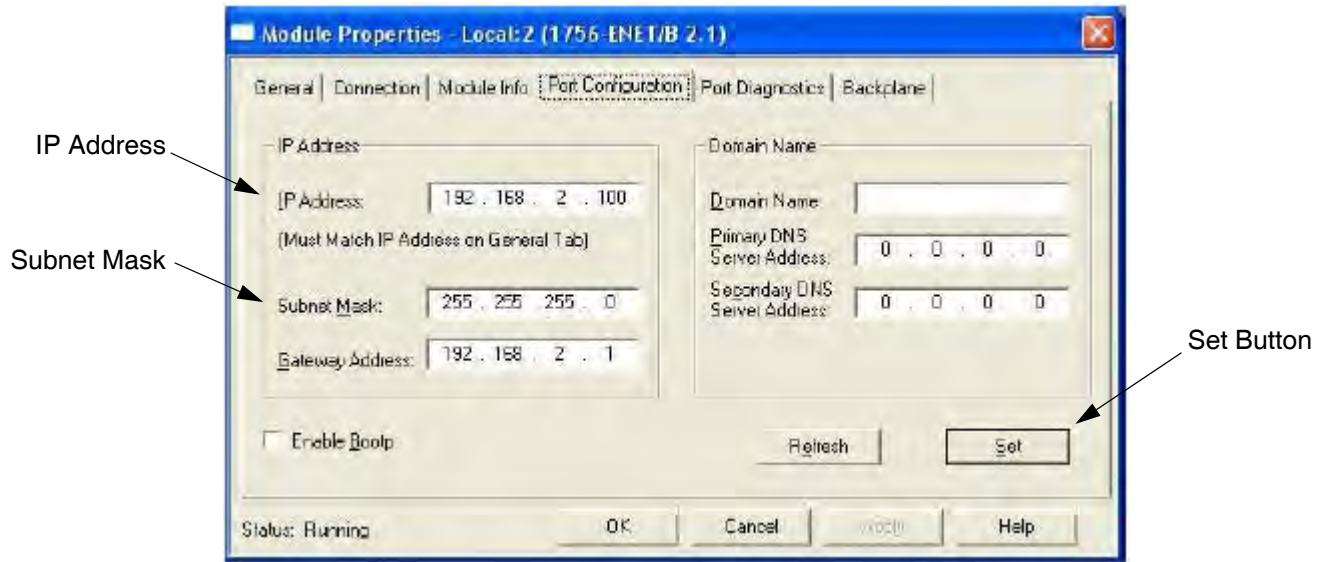 Module Properties - Local:2 (1756-ENET/B 2.1)
General Connection Module Info Port Configuration Port Diagnostics Backplane
IP Address
IP Address
Domain Name
IP Address: 192 . 168 . 2 . 100
Domain Name
(Must Match IP Address on General Tab)
Primary DNS
Server Address: 0 . 0 . 0 . 0
Subnet Mask
Subnet Mask: 255 . 255 . 255 . 0
Secondary DNS
Server Address: 0 . 0 . 0 . 0
Gateway Address: 192 . 168 . 2 . 1
Set Button
Enable Bootp
Refresh
Set
Status: Running
OK
Cancel
Apply
Help